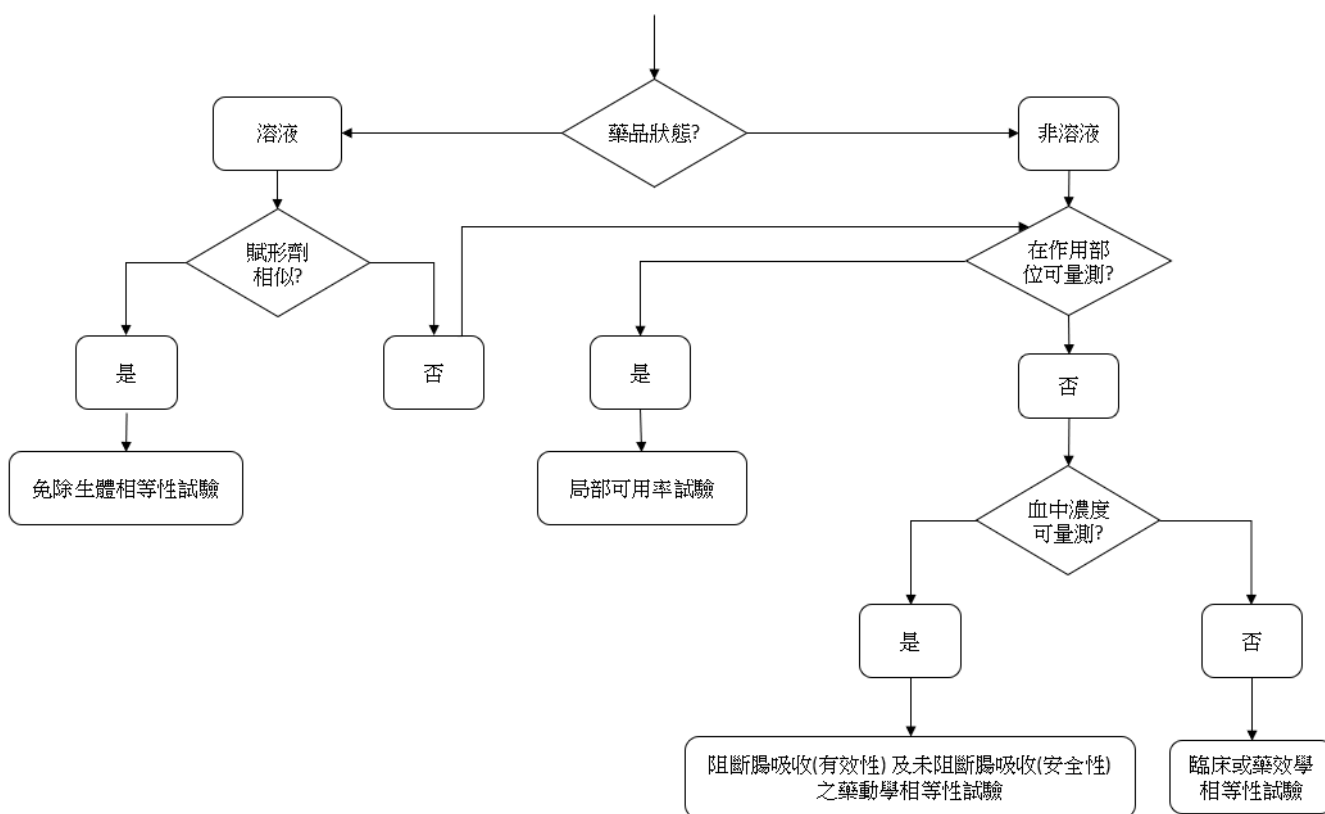 藥品狀態?
溶液
非溶液
賦形劑
相似?
在作用部
位可量測?
是
否
是
否
免除生體相等性試驗
局部可用率試驗
血中濃度
可量測?
是
否
阻斷腸吸收(有效性) 及未阻斷腸吸收(安全性)
之藥動學相等性試驗
臨床或藥效學
相等性試驗